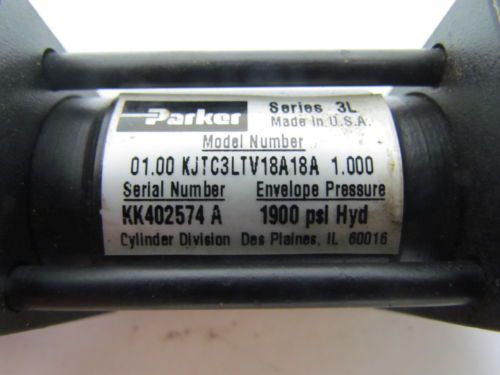 Parker
Series 3L
Made in U.S.A.
Model Number
01.00 KJTC3LTV18A18A 1.000
Serial Number Envelope Pressure
KK402574 A 1900 psi Hyd
Cylinder Division Des Plaines, IL 60016